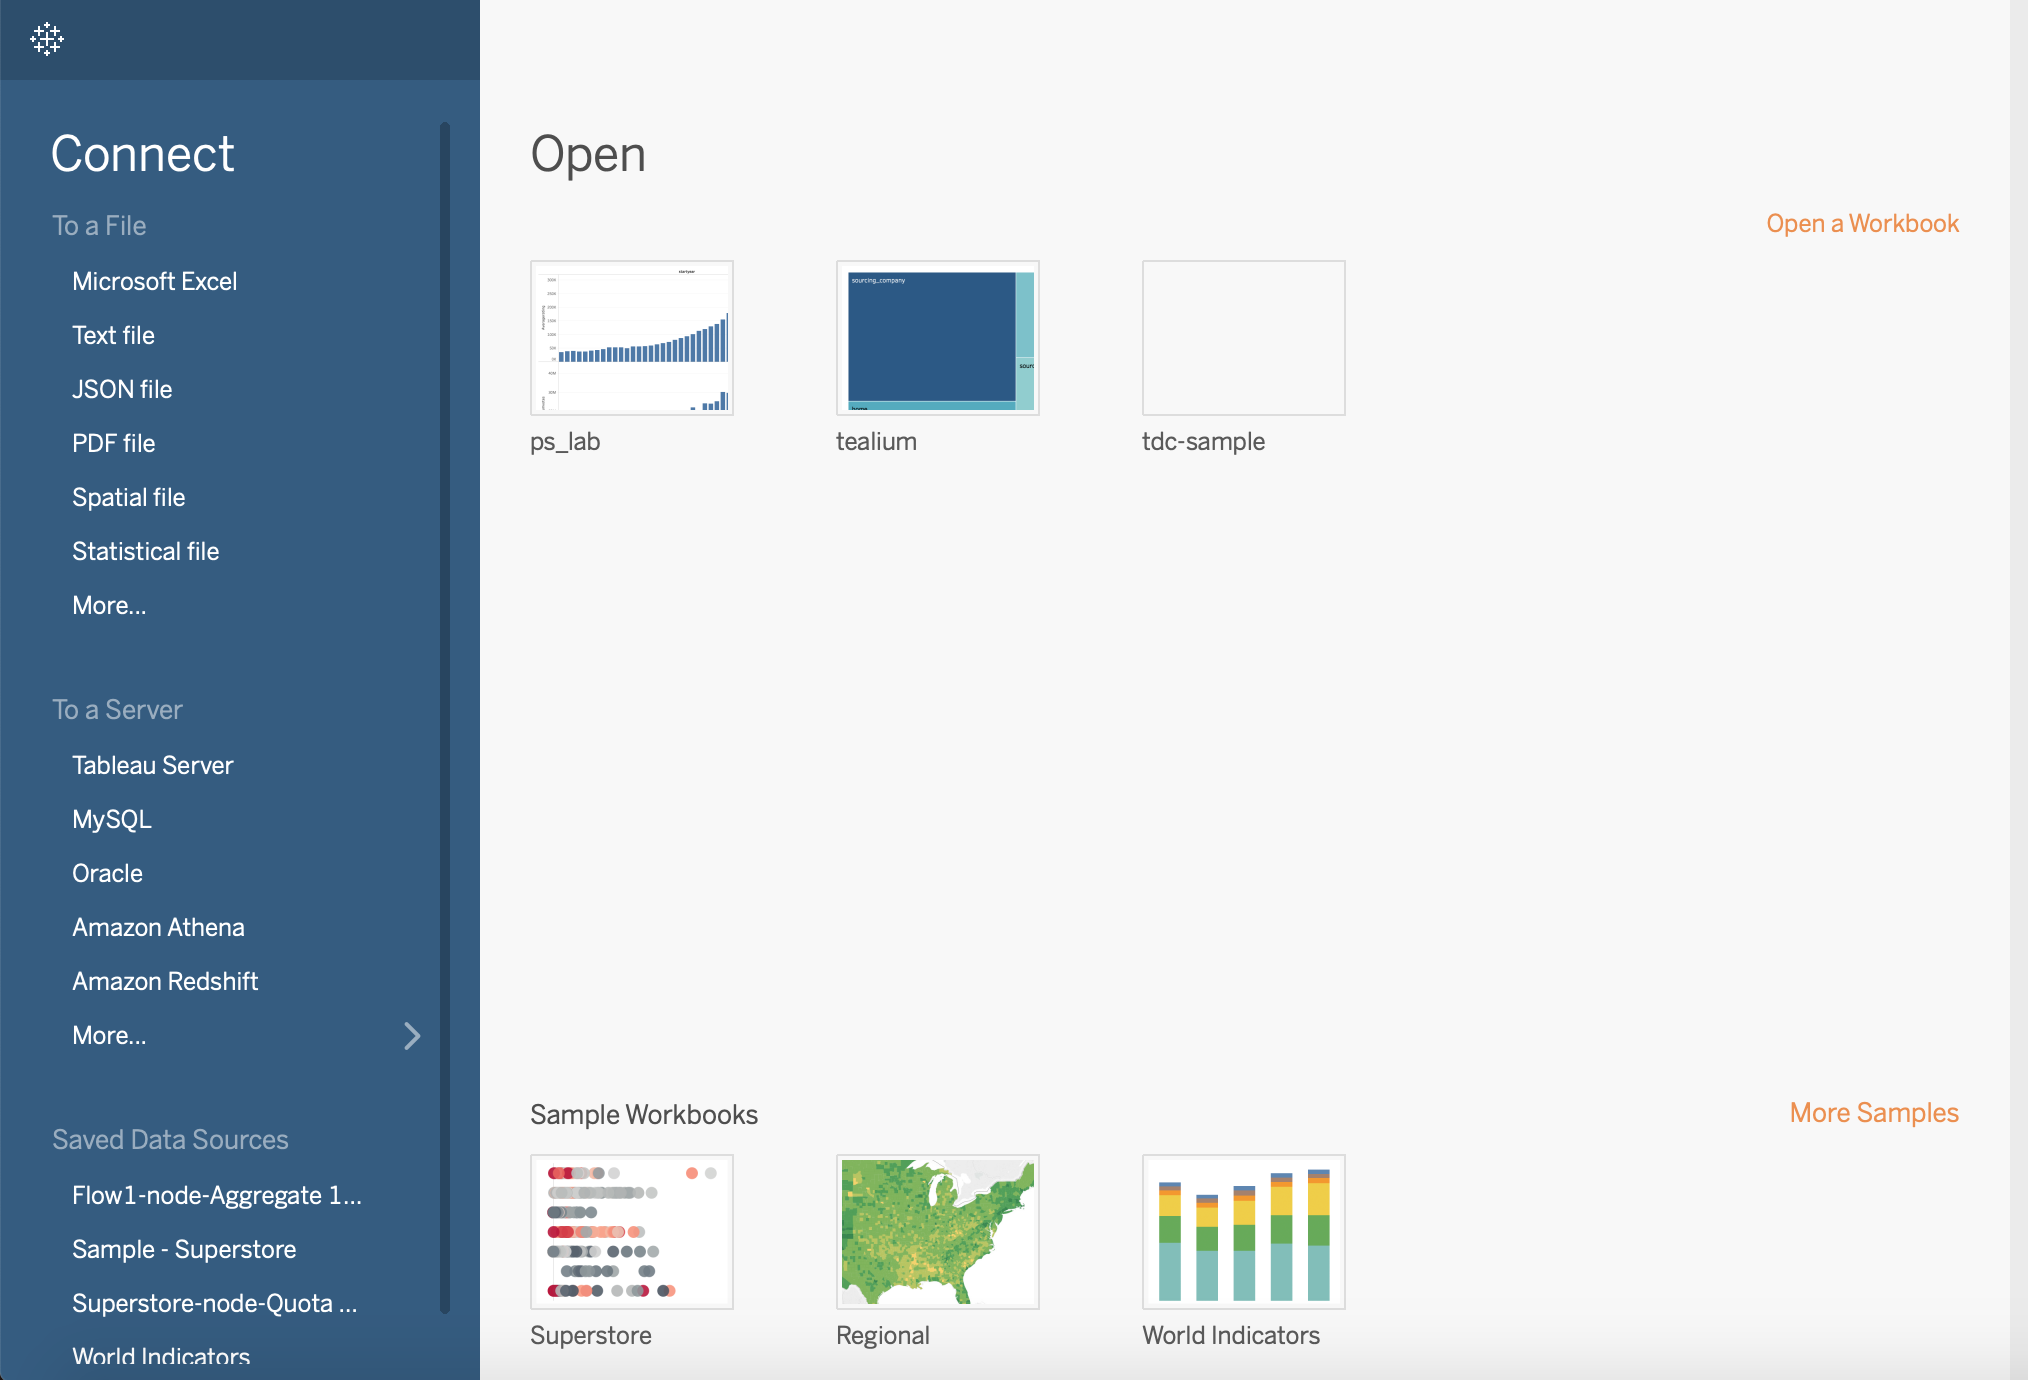 Connect
To a File
Microsoft Excel
Text file
JSON file
PDF file
Spatial file
Statistical file
More...
To a Server
Tableau Server
MySQL
Oracle
Amazon Athena
Amazon Redshift
More...
Saved Data Sources
Flow1-node-Aggregate 1...
Sample - Superstore
Superstore-node-Quota ...
World Indicators
Open
Open a Workbook
sourcing_company
ps_lab
tealium
tdc-sample
Sample Workbooks
More Samples
Superstore
Regional
World Indicators